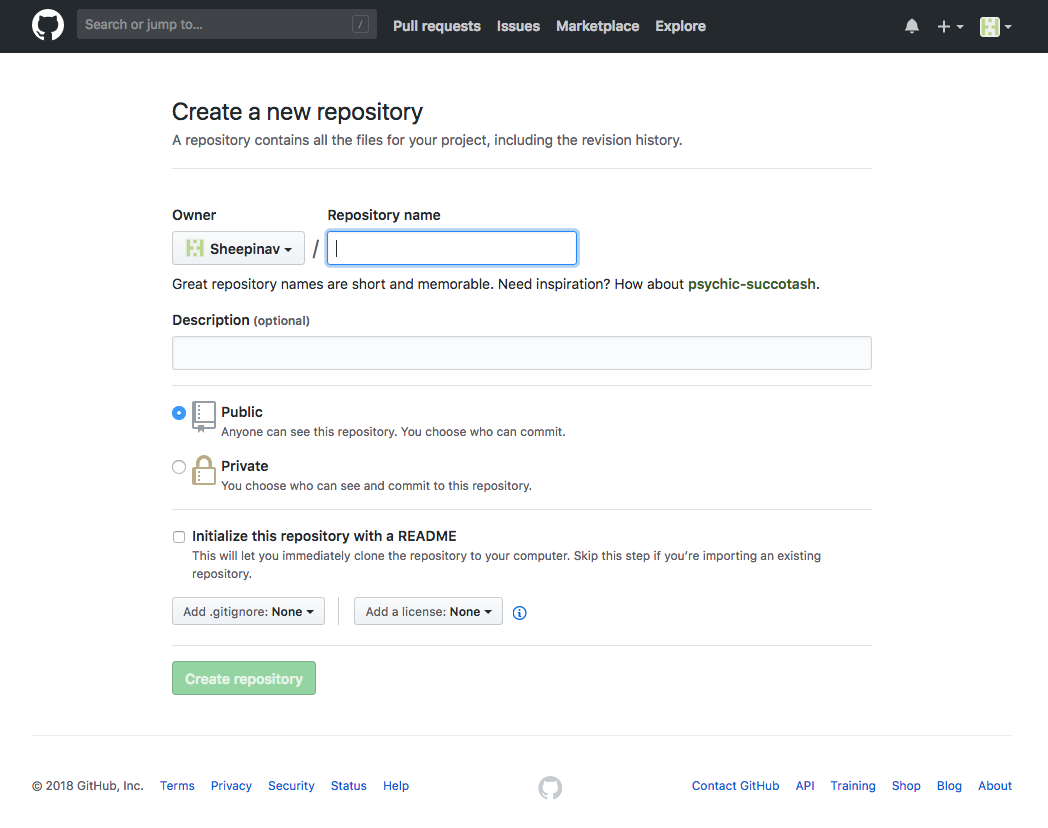 Search or jump to... /
Pull requests Issues Marketplace Explore
Create a new repository
A repository contains all the files for your project, including the revision history.
Owner Repository name
Sheepinav /
Great repository names are short and memorable. Need inspiration? How about psychic-succotash.
Description (optional)
Public
Anyone can see this repository. You choose who can commit.
Private
You choose who can see and commit to this repository.
Initialize this repository with a README
This will let you immediately clone the repository to your computer. Skip this step if you’re importing an existing
repository.
Add .gitignore: None Add a license: None
Create repository
© 2018 GitHub, Inc. Terms Privacy Security Status Help Contact GitHub API Training Shop Blog About